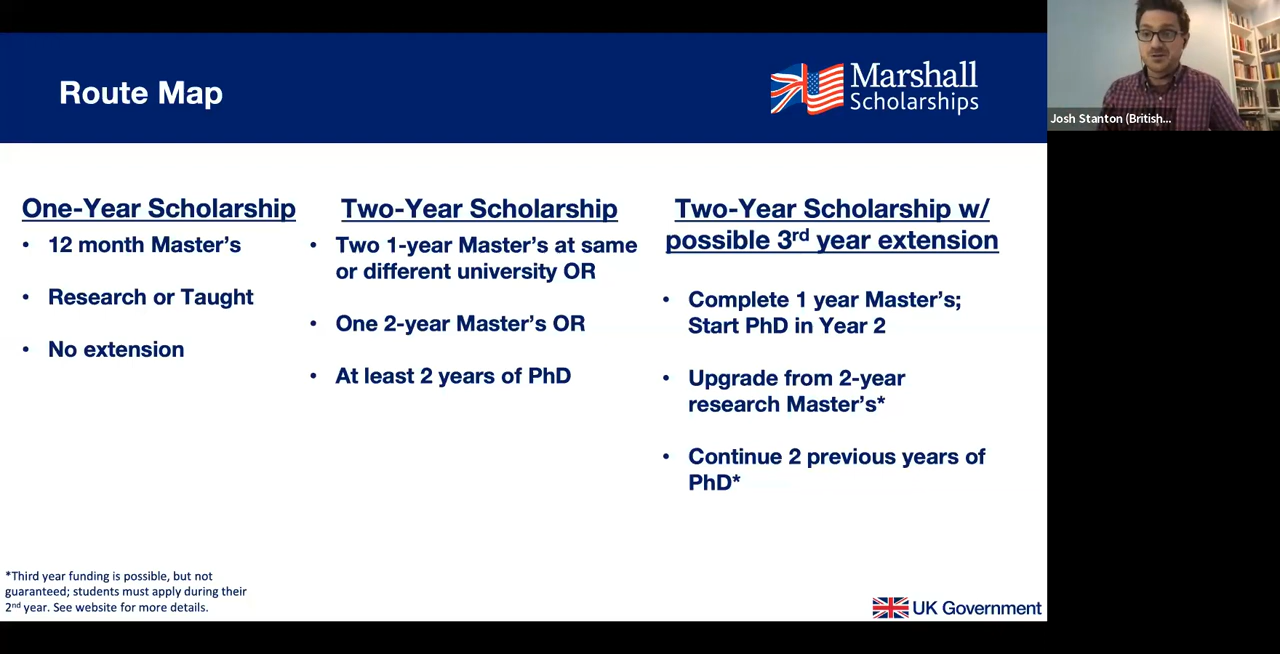 Route Map
Marshall
Scholarships
Josh Stanton (British...
One-Year Scholarship
• 12 month Master's
• Research or Taught
• No extension
Two-Year Scholarship
• Two 1-year Master's at same
or different university OR
• One 2-year Master's OR
• At least 2 years of PhD
Two-Year Scholarship w/
possible 3rd year extension
• Complete 1 year Master's;
Start PhD in Year 2
• Upgrade from 2-year
research Master's*
• Continue 2 previous years of
PhD*
*Third year funding is possible, but not
guaranteed; students must apply during their
2nd year. See website for more details.
UK Government